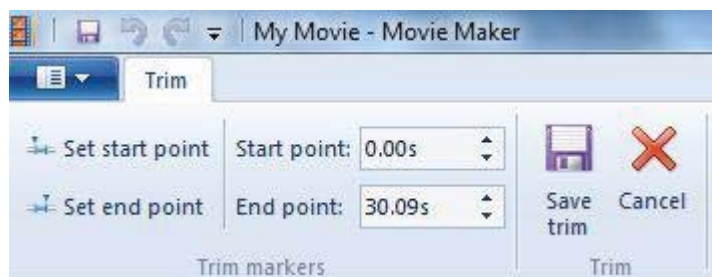 My Movie - Movie Maker
Trim
Set start point Start point: 0.00s
Set end point End point: 30.09s
Save trim
Cancel
Trim markers
Trim